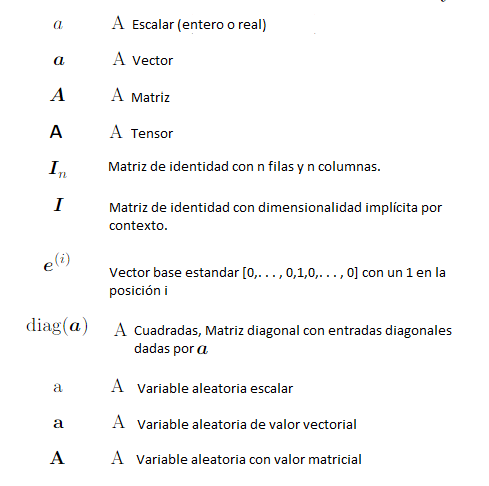 a A Escalar (entero o real)
a A Vector
A A Matriz
A A Tensor
Iₙ Matriz de identidad con n filas y n columnas.
I Matriz de identidad con dimensionalidad implícita por
contexto.
e⁽ⁱ⁾ Vector base estandar [0,. . . , 0,1,0,. . . , 0] con un 1 en la
posición i
diag(a) A Cuadradas, Matriz diagonal con entradas diagonales
dadas por a
a A Variable aleatoria escalar
a A Variable aleatoria de valor vectorial
A A Variable aleatoria con valor matricial